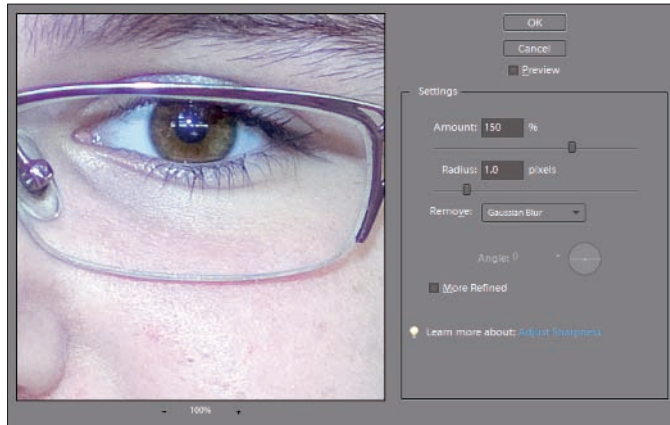 OK
Cancel
Preview
Settings
Amount: 150 %
Radius: 1.0 pixels
Remove: Gaussian Blur
Angle: 0 °
More Refined
Learn more about: Adjust Sharpness
- 100% +